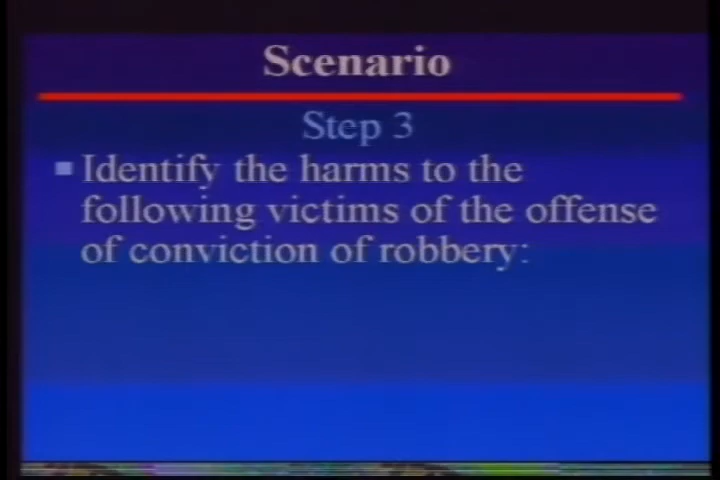 Scenario
Step 3
Identify the harms to the
following victims of the offense
of conviction of robbery: